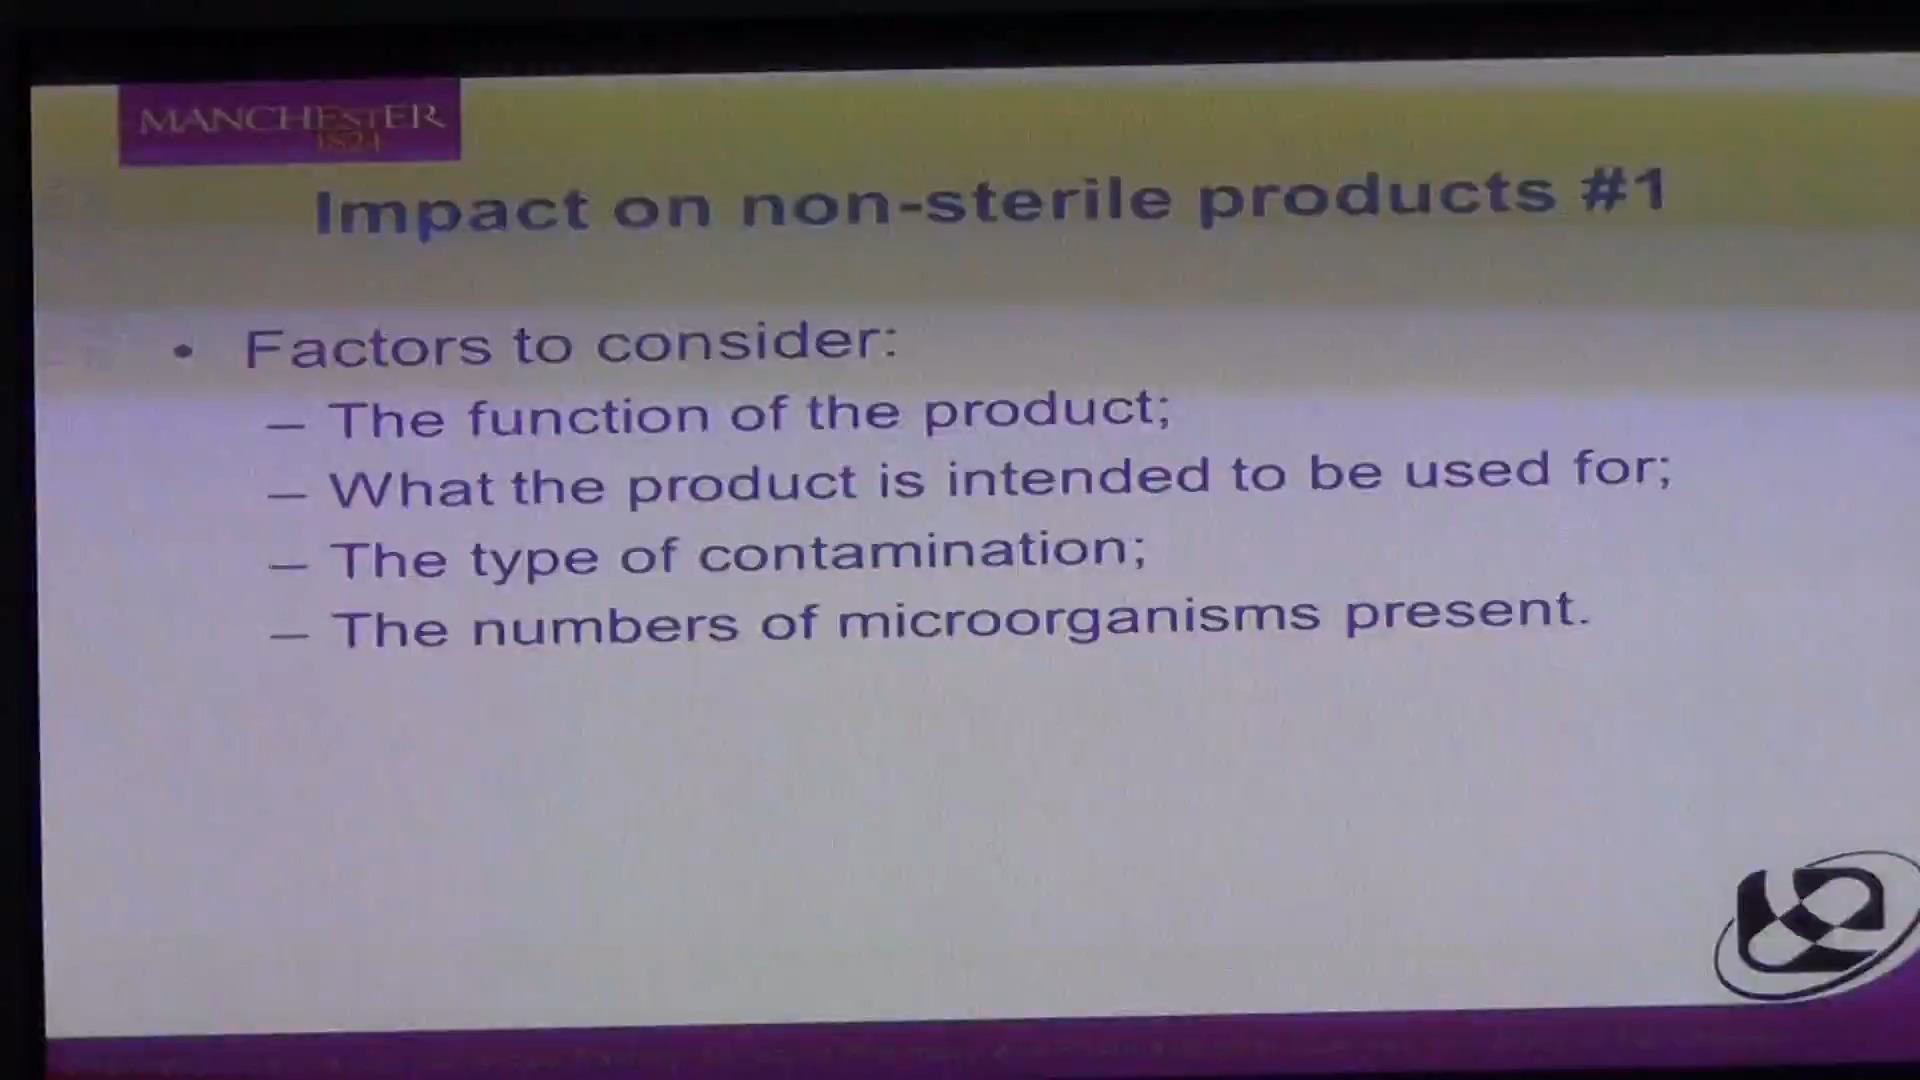 MANCHESTER
1824
Impact on non-sterile products #1
• Factors to consider:
– The function of the product;
– What the product is intended to be used for;
– The type of contamination;
– The numbers of microorganisms present.